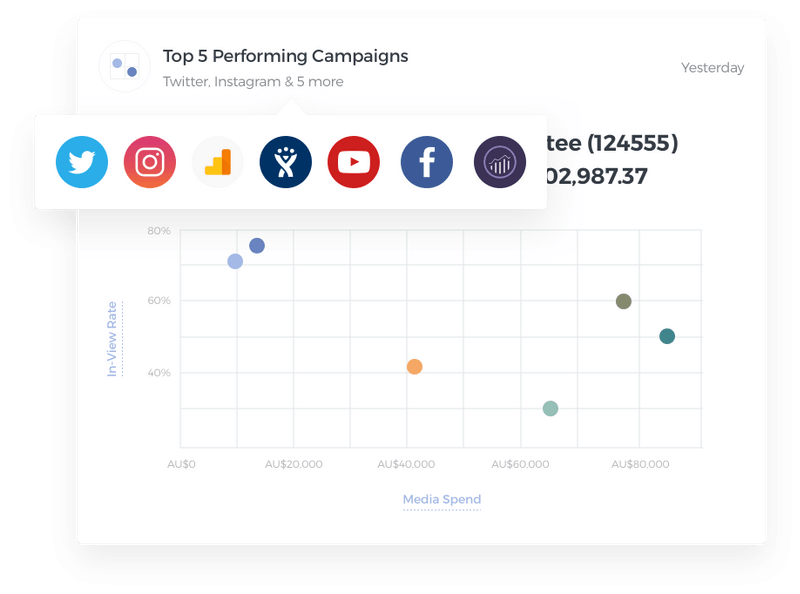 Top 5 Performing Campaigns
Twitter, Instagram & 5 more
Yesterday
tee (124555)
02,987.37
80%
60%
40%
In-View Rate
AU$0
AU$20,000
AU$40,000
AU$60,000
AU$80,000
Media Spend